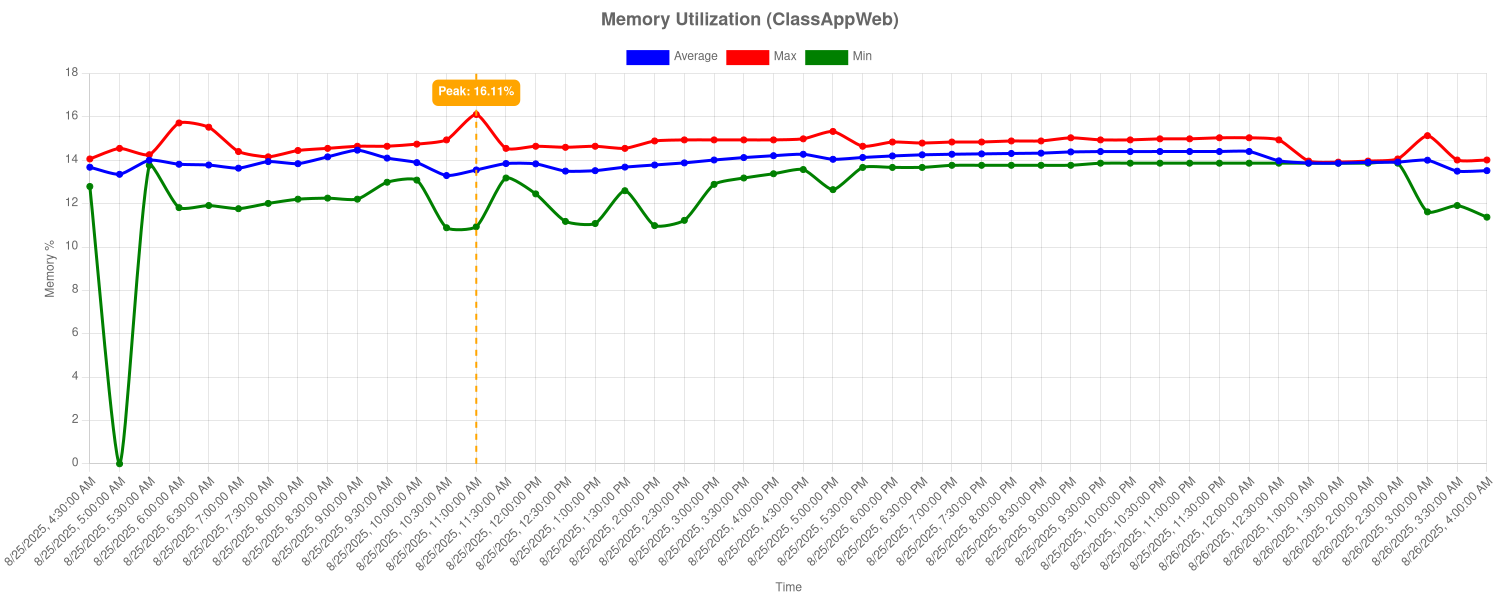 Memory Utilization (ClassAppWeb)
Average Max Min
Peak: 16.11%
18
16
14
12
10
8
6
4
2
0
Memory %
8/25/2025, 4:30:00 AM
8/25/2025, 5:00:00 AM
8/25/2025, 5:30:00 AM
8/25/2025, 6:00:00 AM
8/25/2025, 6:30:00 AM
8/25/2025, 7:00:00 AM
8/25/2025, 7:30:00 AM
8/25/2025, 8:00:00 AM
8/25/2025, 8:30:00 AM
8/25/2025, 9:00:00 AM
8/25/2025, 9:30:00 AM
8/25/2025, 10:00:00 AM
8/25/2025, 10:30:00 AM
8/25/2025, 11:00:00 AM
8/25/2025, 11:30:00 AM
8/25/2025, 12:00:00 PM
8/25/2025, 12:30:00 PM
8/25/2025, 1:00:00 PM
8/25/2025, 1:30:00 PM
8/25/2025, 2:00:00 PM
8/25/2025, 2:30:00 PM
8/25/2025, 3:00:00 PM
8/25/2025, 3:30:00 PM
8/25/2025, 4:00:00 PM
8/25/2025, 4:30:00 PM
8/25/2025, 5:00:00 PM
8/25/2025, 5:30:00 PM
8/25/2025, 6:00:00 PM
8/25/2025, 6:30:00 PM
8/25/2025, 7:00:00 PM
8/25/2025, 7:30:00 PM
8/25/2025, 8:00:00 PM
8/25/2025, 8:30:00 PM
8/25/2025, 9:00:00 PM
8/25/2025, 9:30:00 PM
8/25/2025, 10:00:00 PM
8/25/2025, 10:30:00 PM
8/25/2025, 11:00:00 PM
8/25/2025, 11:30:00 PM
8/26/2025, 12:00:00 AM
8/26/2025, 12:30:00 AM
8/26/2025, 1:00:00 AM
8/26/2025, 1:30:00 AM
8/26/2025, 2:00:00 AM
8/26/2025, 2:30:00 AM
8/26/2025, 3:00:00 AM
8/26/2025, 3:30:00 AM
8/26/2025, 4:00:00 AM
Time